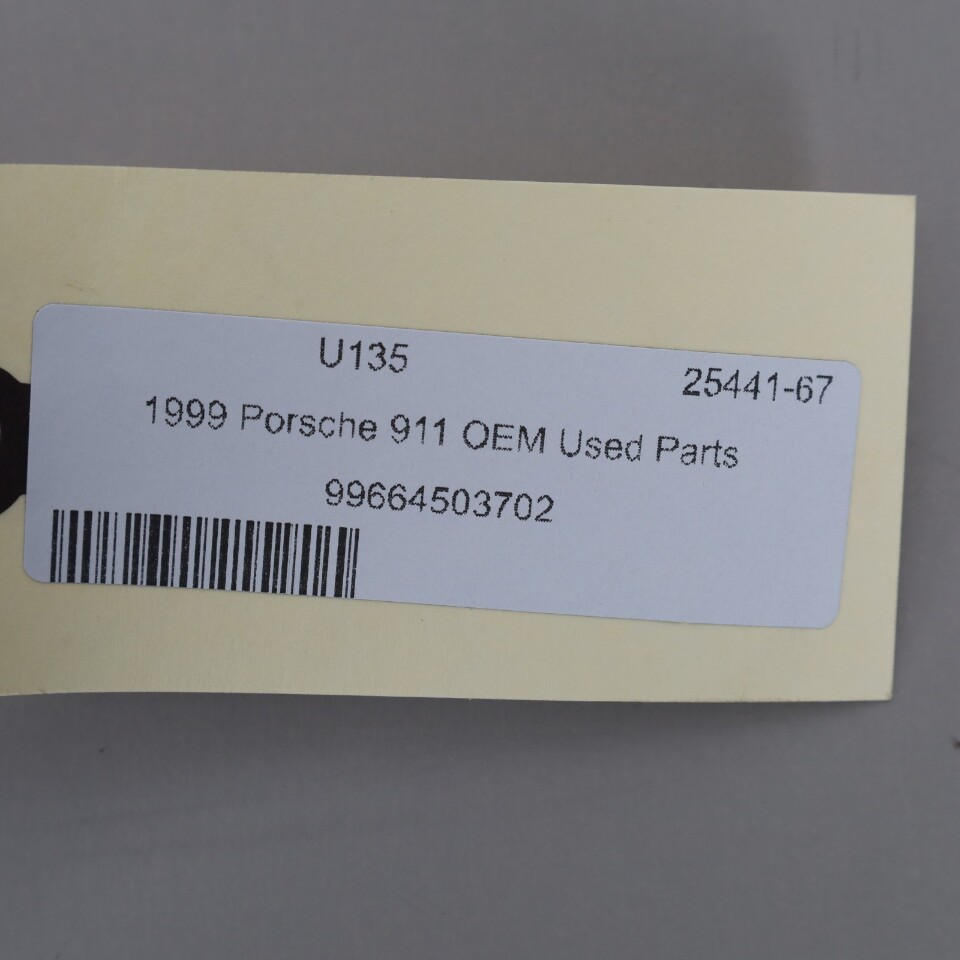 U135
25441-67
1999 Porsche 911 OEM Used Parts
99664503702